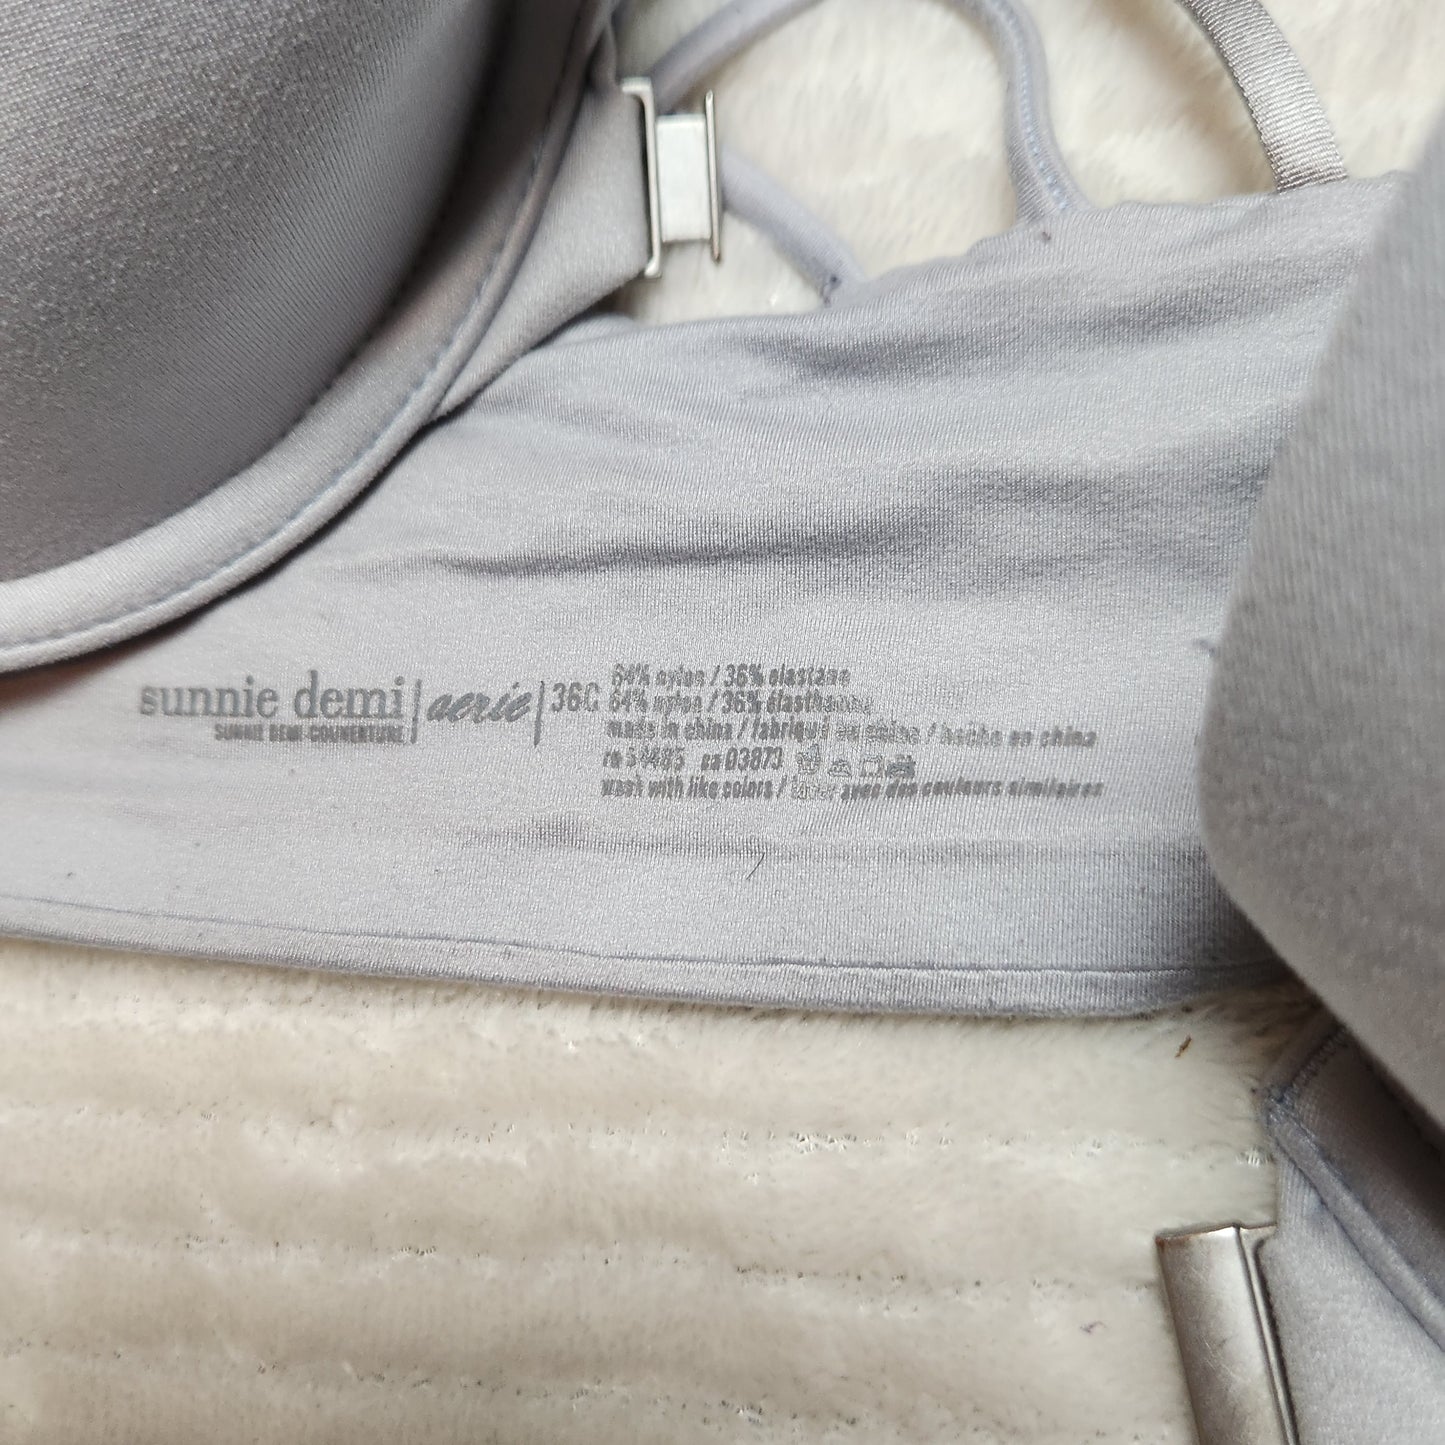 sunnie demi
SUNNIE DEMI COUVERTURE
aerie
36C
64% nylon / 36% elastane
64% nylon / 36% élasthanne
made in china / fabriqué en chine / hecho en china
rn 54485 ca 03873
wash with like colors / laver avec des couleurs similaires